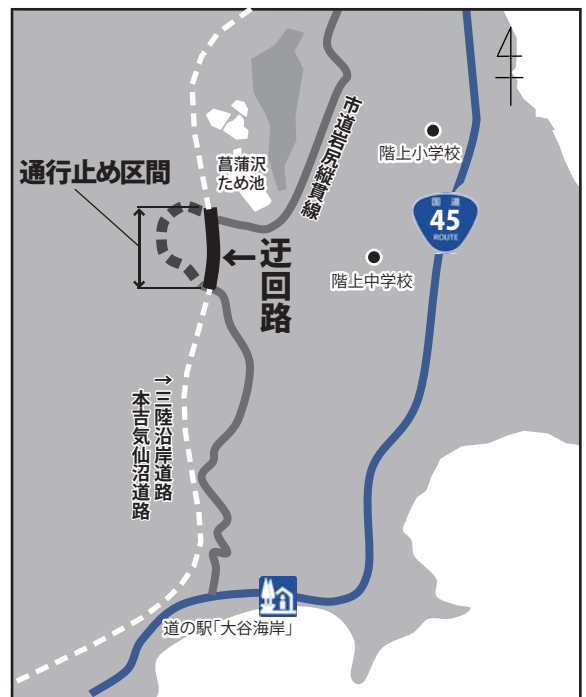 市道岩尻縦貫線
階上小学校
菖蒲沢
ため池
通行止め区間
国道
45
ROUTE
←迂回路
階上中学校
→三陸沿岸道路
本吉気仙沼道路
道の駅「大谷海岸」